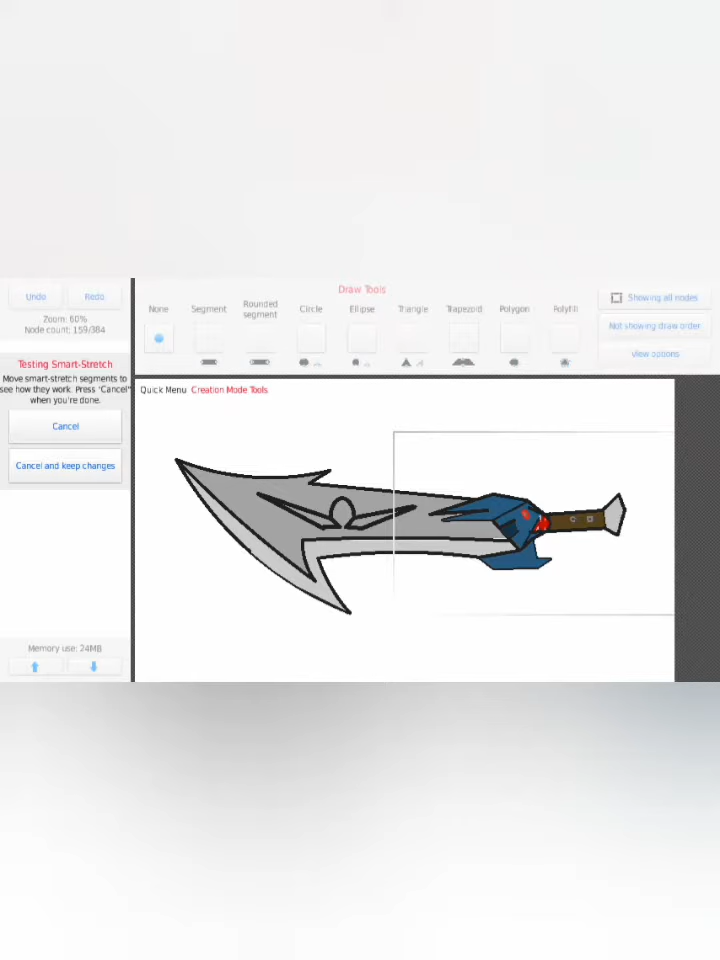 Undo Redo
Zoom: 60%
Node count: 159/384
Testing Smart-Stretch
Move smart-stretch segments to
see how they work. Press "Cancel"
when you're done.
Cancel
Cancel and keep changes
Memory use: 24MB
Draw Tools
None Segment Rounded segment Circle Ellipse Triangle Trapezoid Polygon Polyfill
Showing all nodes
Not showing draw order
View options
Quick Menu Creation Mode Tools